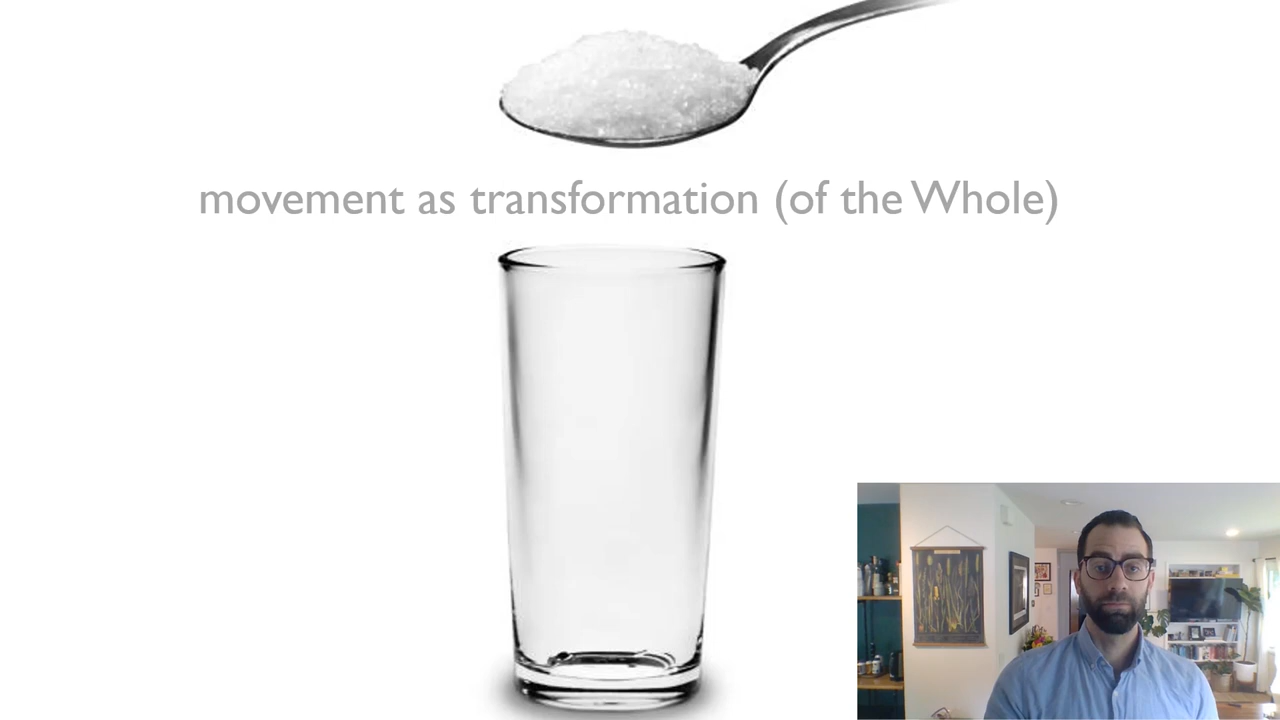 movement as transformation (of the Whole)